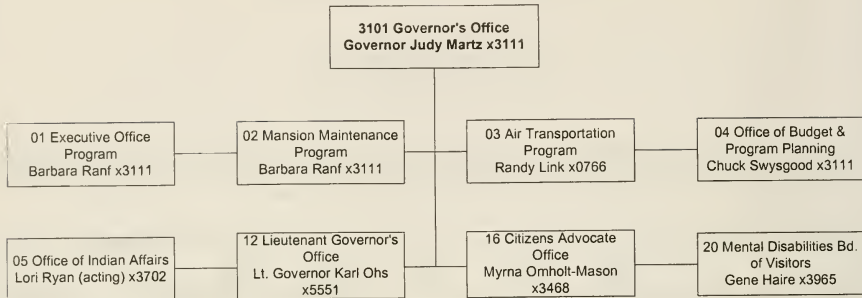 3101 Governor's Office
Governor Judy Martz x3111
01 Executive Office
Program
Barbara Ranf x3111
02 Mansion Maintenance
Program
Barbara Ranf x3111
03 Air Transportation
Program
Randy Link x0766
04 Office of Budget &
Program Planning
Chuck Swysgood x3111
05 Office of Indian Affairs
Lori Ryan (acting) x3702
12 Lieutenant Governor's
Office
Lt. Governor Karl Ohs
x5551
16 Citizens Advocate
Office
Myrna Omholt-Mason
x3468
20 Mental Disabilities Bd.
of Visitors
Gene Haire x3965